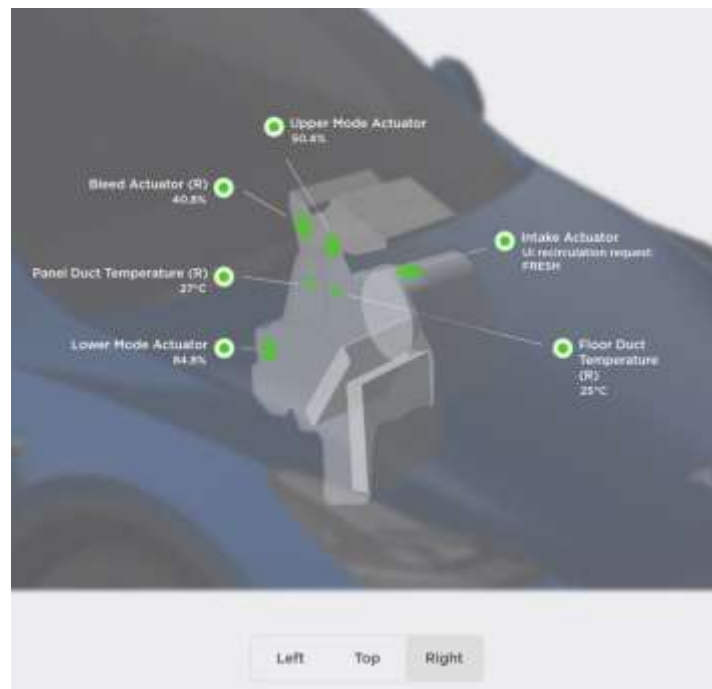 Upper Mode Actuator
50.4%
Bleed Actuator (R)
40.8%
Intake Actuator
UI recirculation request:
FRESH
Panel Duct Temperature (R)
27°C
Lower Mode Actuator
84.8%
Floor Duct
Temperature
(R)
25°C
Left
Top
Right